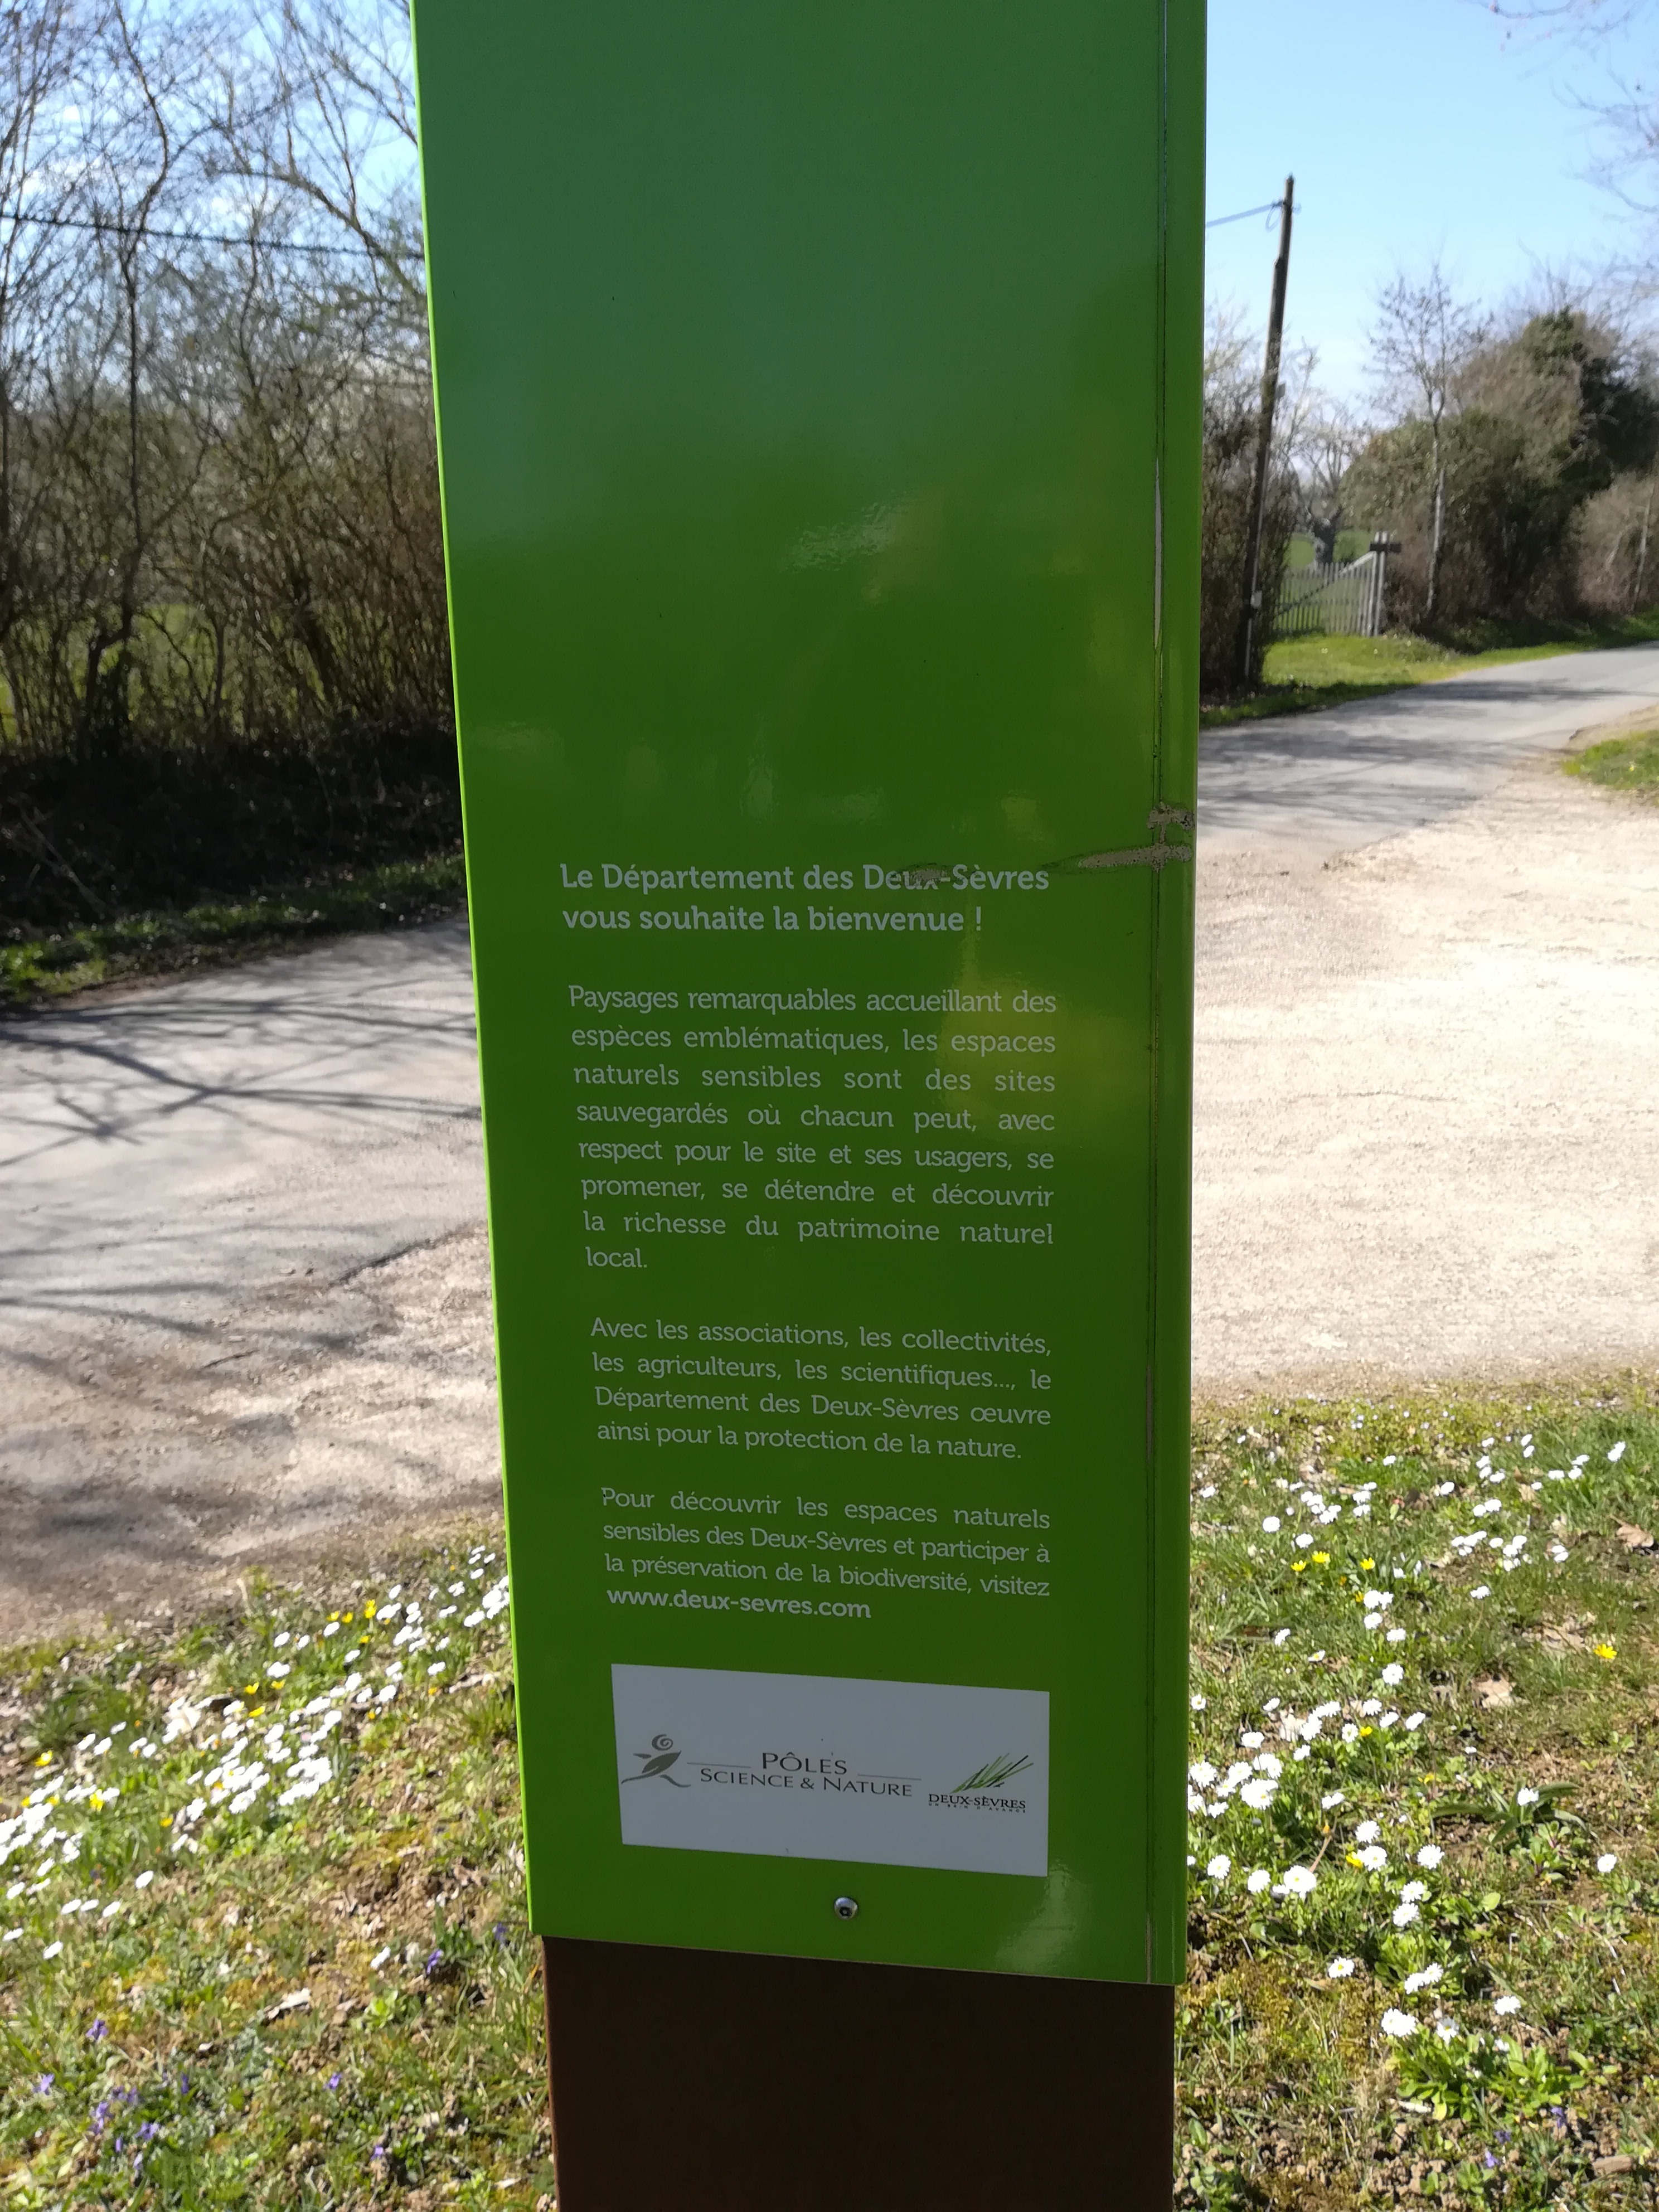 Le Département des Deux-Sèvres
vous souhaite la bienvenue !
Paysages remarquables accueillant des
espèces emblématiques, les espaces
naturels sensibles sont des sites
sauvegardés où chacun peut, avec
respect pour le site et ses usagers, se
promener, se détendre et découvrir
la richesse du patrimoine naturel
local.
Avec les associations, les collectivités,
les agriculteurs, les scientifiques..., le
Département des Deux-Sèvres œuvre
ainsi pour la protection de la nature.
Pour découvrir les espaces naturels
sensibles des Deux-Sèvres et participer à
la préservation de la biodiversité, visitez
www.deux-sevres.com
PÔLES
SCIENCE & NATURE
DEUX-SÈVRES